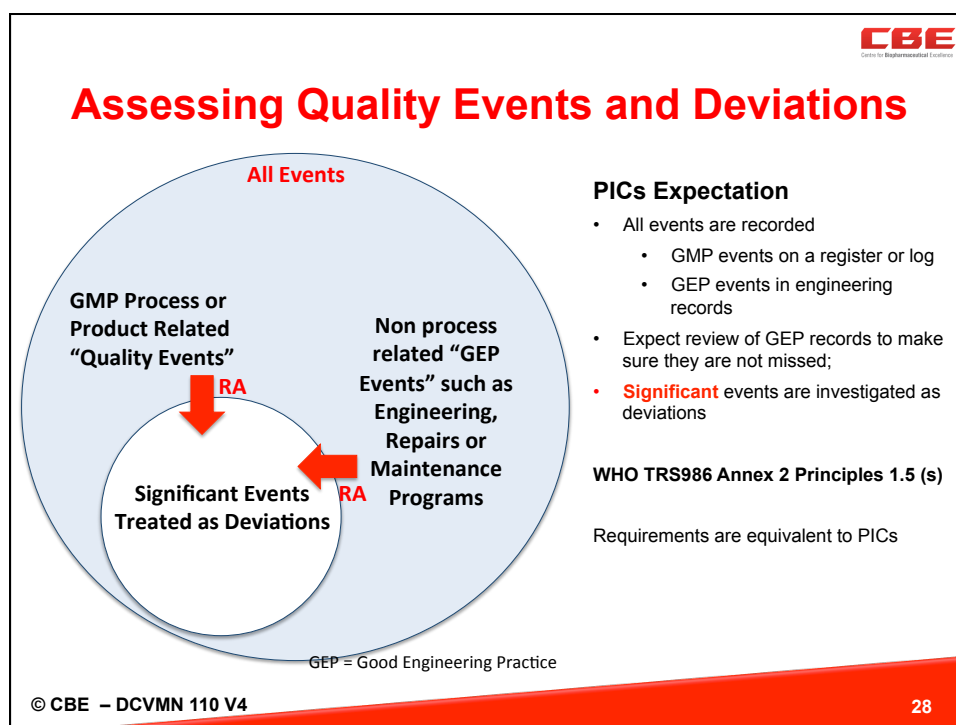 CBE
Centre for Biopharmaceutical Excellence
Assessing Quality Events and Deviations
All Events
GMP Process or
Product Related
“Quality Events”
RA
Non process
related “GEP
Events” such as
Engineering,
Repairs or
Maintenance
Programs
RA
Significant Events
Treated as Deviations
GEP = Good Engineering Practice
PICs Expectation
• All events are recorded
• GMP events on a register or log
• GEP events in engineering
records
• Expect review of GEP records to make
sure they are not missed;
• Significant events are investigated as
deviations
WHO TRS986 Annex 2 Principles 1.5 (s)
Requirements are equivalent to PICs
© CBE – DCVMN 110 V4
28